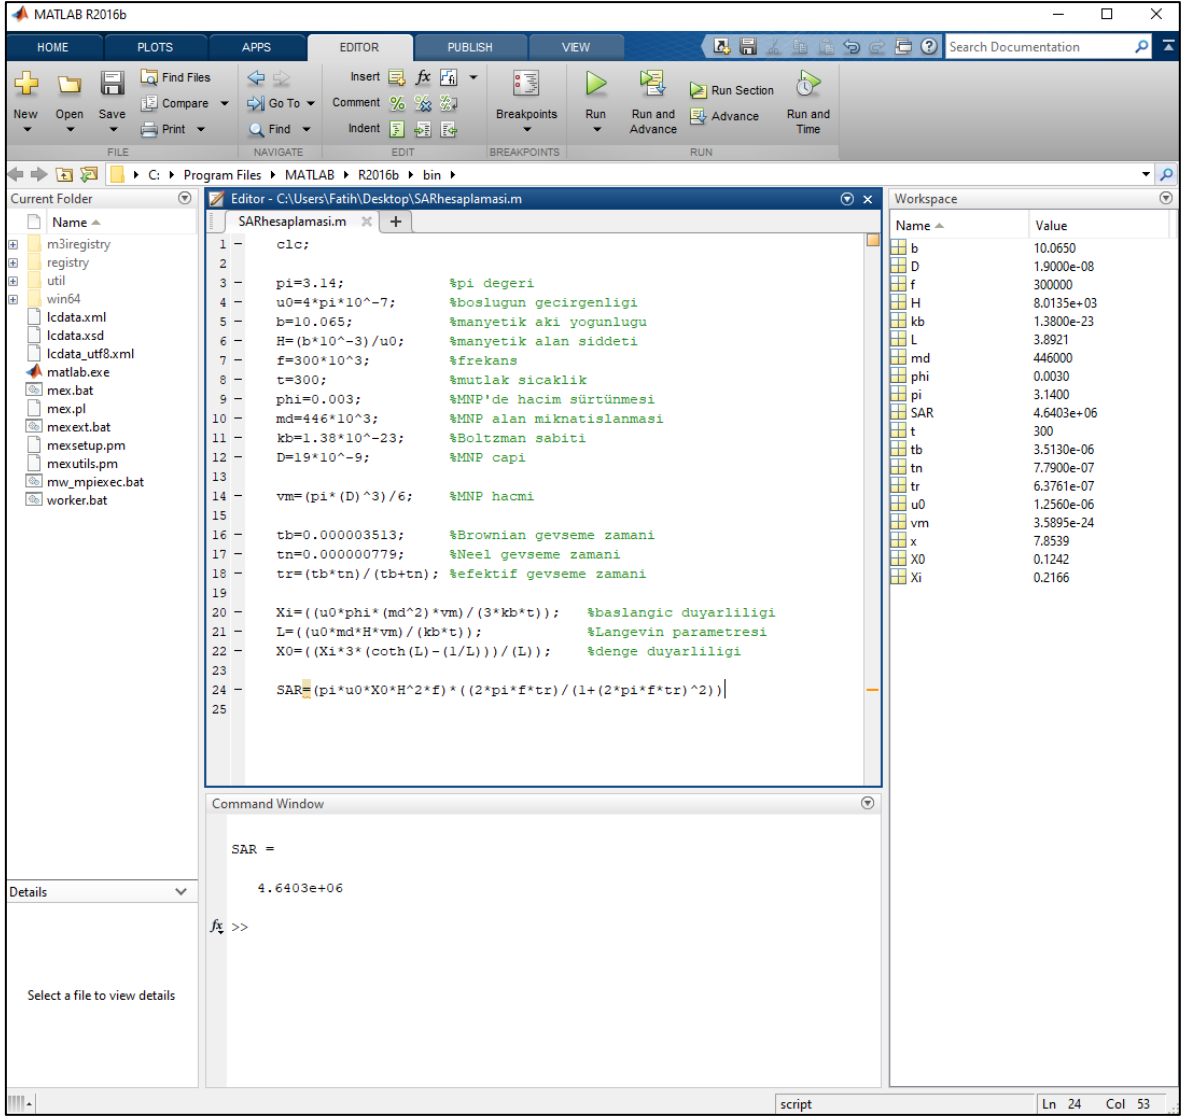 MATLAB R2016b
HOME PLOTS APPS EDITOR PUBLISH VIEW
Search Documentation
New Open Save
Find Files
Compare
Print
FILE
Go To
Find
NAVIGATE
Insert fx
Comment
Indent
EDIT
Breakpoints
BREAKPOINTS
Run
Run and Advance
Run Section
Advance
Run and Time
RUN
C: Program Files MATLAB R2016b bin
Current Folder
Name
m3iregistry
registry
util
win64
lcdata.xml
lcdata.xsd
lcdata_utf8.xml
matlab.exe
mex.bat
mex.pl
mexext.bat
mexsetup.pm
mexutils.pm
mw_mpiexec.bat
worker.bat
Details
Select a file to view details
Editor - C:\Users\Fatih\Desktop\SARhesaplamasi.m
SARhesaplamasi.m
1 clc;
2
3 pi=3.14; %pi degeri
4 u0=4*pi*10^-7; %boslugun gecirgenligi
5 b=10.065; %manyetik aki yogunlugu
6 H=(b*10^-3)/u0; %manyetik alan siddeti
7 f=300*10^3; %frekans
8 t=300; %mutlak sicaklik
9 phi=0.003; %MNP'de hacim sürtünmesi
10 md=446*10^3; %MNP alan miknatislanmasi
11 kb=1.38*10^-23; %Boltzman sabiti
12 D=19*10^-9; %MNP capi
13
14 vm=(pi*(D)^3)/6; %MNP hacmi
15
16 tb=0.000003513; %Brownian gevseme zamani
17 tn=0.000000779; %Neel gevseme zamani
18 tr=(tb*tn)/(tb+tn); %efektif gevseme zamani
19
20 Xi=((u0*phi*(md^2)*vm)/(3*kb*t)); %baslangic duyarliligi
21 L=((u0*md*H*vm)/(kb*t)); %Langevin parametresi
22 X0=((Xi*3*(coth(L)-(1/L)))/(L)); %denge duyarliligi
23
24 SAR=(pi*u0*X0*H^2*f)*((2*pi*f*tr)/(1+(2*pi*f*tr)^2))
25
Command Window
SAR =
4.6403e+06
fx >>
Workspace
Name Value
b 10.0650
D 1.9000e-08
f 300000
H 8.0135e+03
kb 1.3800e-23
L 3.8921
md 446000
phi 0.0030
pi 3.1400
SAR 4.6403e+06
t 300
tb 3.5130e-06
tn 7.7900e-07
tr 6.3761e-07
u0 1.2560e-06
vm 3.5895e-24
x 7.8539
X0 0.1242
Xi 0.2166
script Ln 24 Col 53